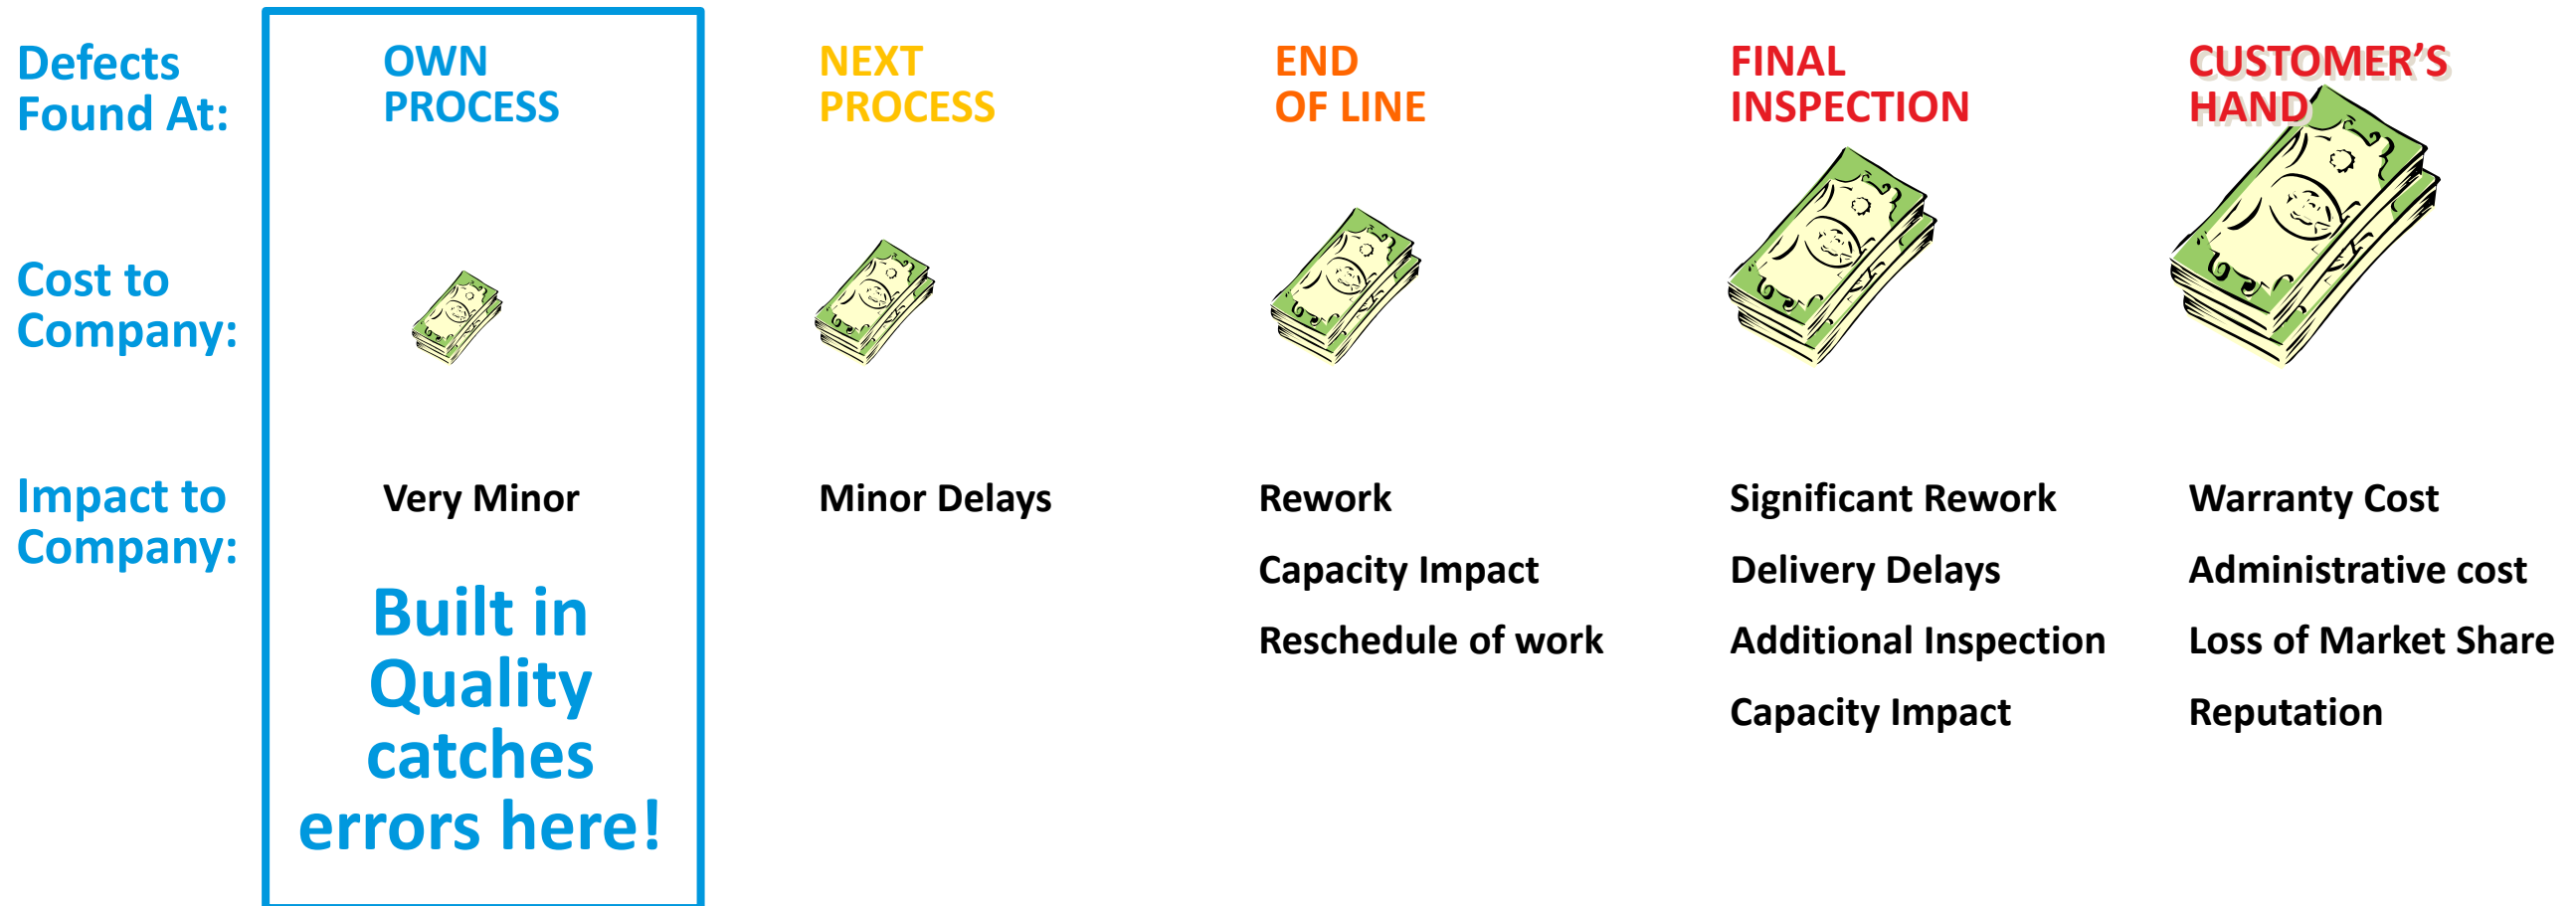 Defects
Found At:
OWN
PROCESS
NEXT
PROCESS
END
OF LINE
FINAL
INSPECTION
CUSTOMER’S
HAND
Cost to
Company:
Impact to
Company:
Very Minor
Minor Delays
Rework
Capacity Impact
Reschedule of work
Significant Rework
Delivery Delays
Additional Inspection
Capacity Impact
Warranty Cost
Administrative cost
Loss of Market Share
Reputation
Built in
Quality
catches
errors here!